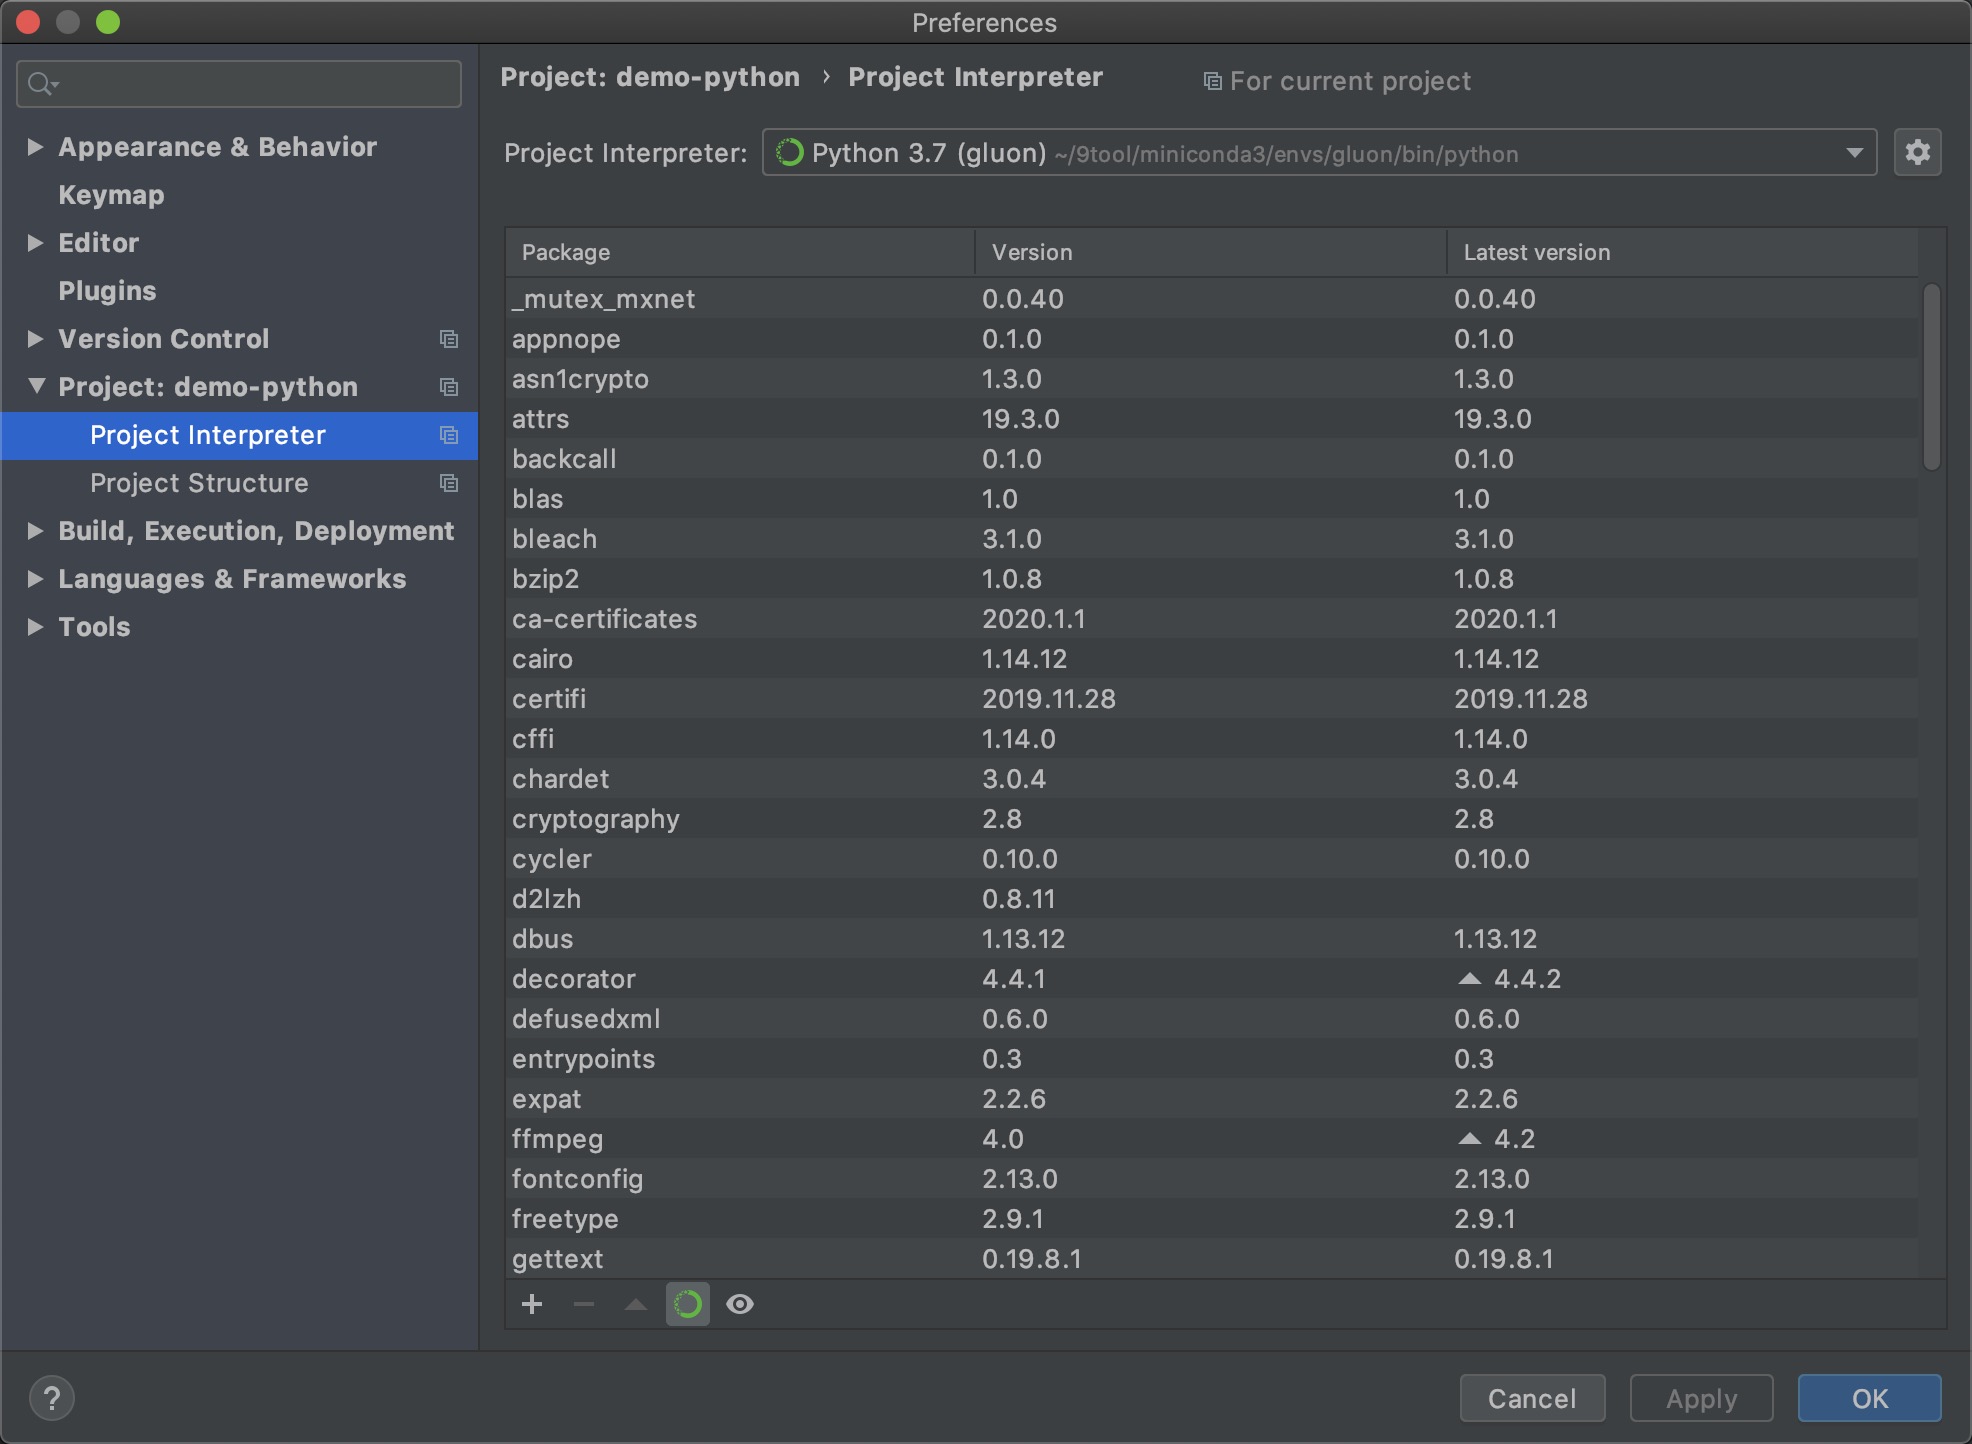 Preferences
Appearance & Behavior
Keymap
Editor
Plugins
Version Control
Project: demo-python
Project Interpreter
Project Structure
Build, Execution, Deployment
Languages & Frameworks
Tools
Project: demo-python › Project Interpreter For current project
Project Interpreter: Python 3.7 (gluon) ~/9tool/miniconda3/envs/gluon/bin/python
Package Version Latest version
_mutex_mxnet 0.0.40 0.0.40
appnope 0.1.0 0.1.0
asn1crypto 1.3.0 1.3.0
attrs 19.3.0 19.3.0
backcall 0.1.0 0.1.0
blas 1.0 1.0
bleach 3.1.0 3.1.0
bzip2 1.0.8 1.0.8
ca-certificates 2020.1.1 2020.1.1
cairo 1.14.12 1.14.12
certifi 2019.11.28 2019.11.28
cffi 1.14.0 1.14.0
chardet 3.0.4 3.0.4
cryptography 2.8 2.8
cycler 0.10.0 0.10.0
d2lzh 0.8.11
dbus 1.13.12 1.13.12
decorator 4.4.1 4.4.2
defusedxml 0.6.0 0.6.0
entrypoints 0.3 0.3
expat 2.2.6 2.2.6
ffmpeg 4.0 4.2
fontconfig 2.13.0 2.13.0
freetype 2.9.1 2.9.1
gettext 0.19.8.1 0.19.8.1
? Cancel Apply OK